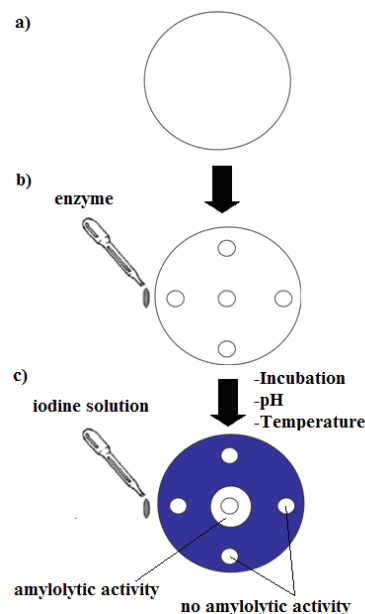 a)
b)
enzyme
c)
-Incubation
-pH
-Temperature
iodine solution
amylolytic activity
no amylolytic activity